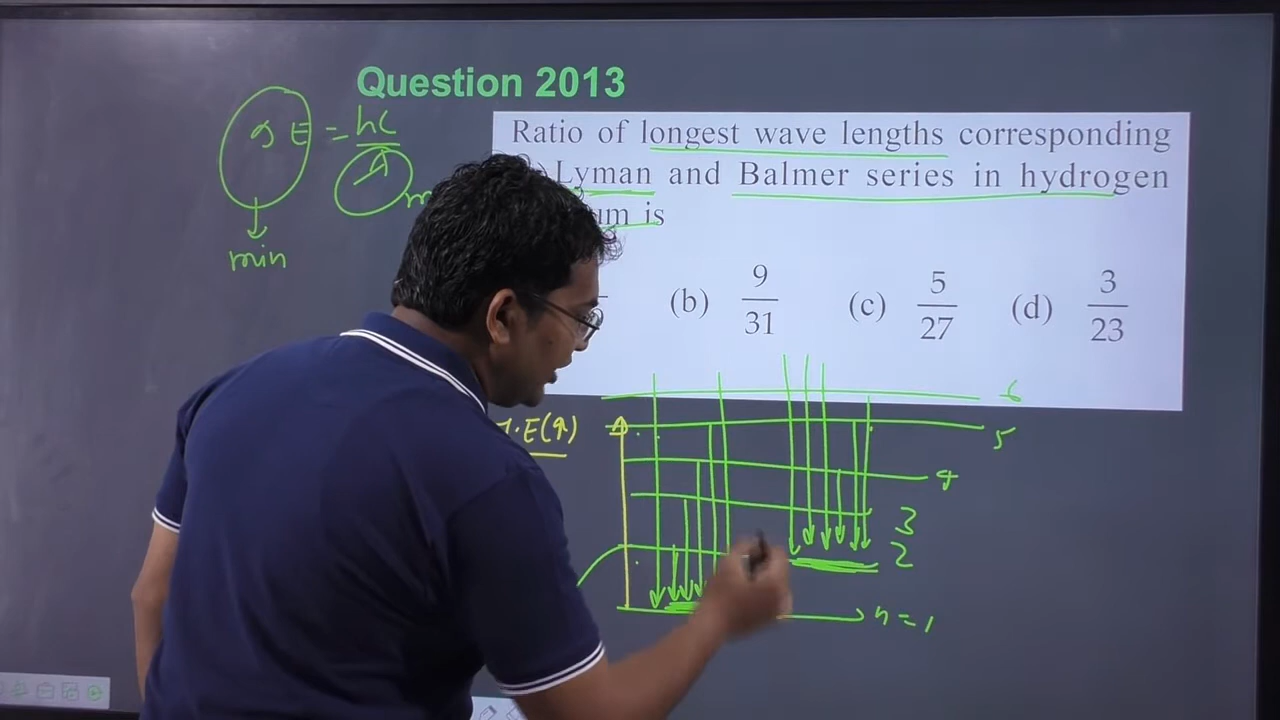 Question 2013
E = hc
min
Ratio of longest wave lengths corresponding
Lyman and Balmer series in hydrogen
um is
(b) 9/31 (c) 5/27 (d) 3/23
6
.E(↑)
5
4
3
2
n = 1